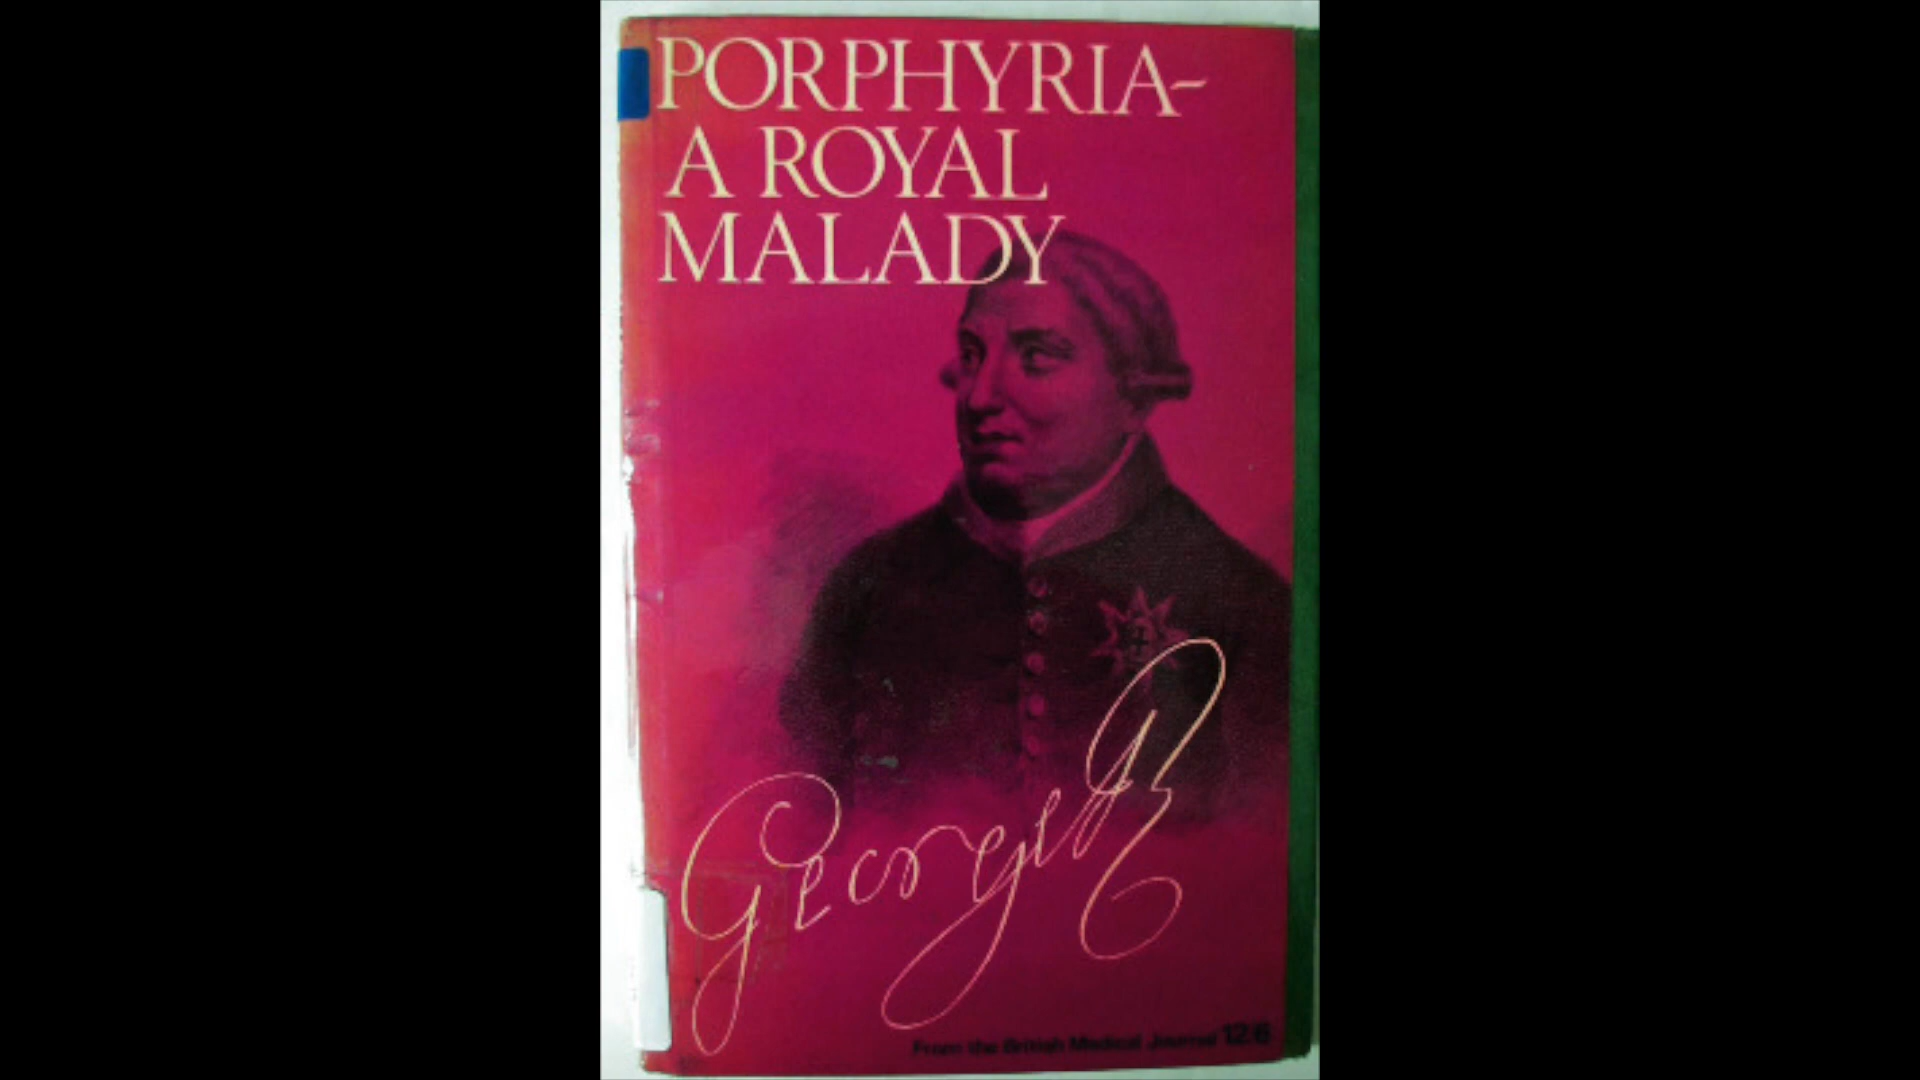 PORPHYRIA-
A ROYAL
MALADY
George R
From the British Medical Journal 12/6